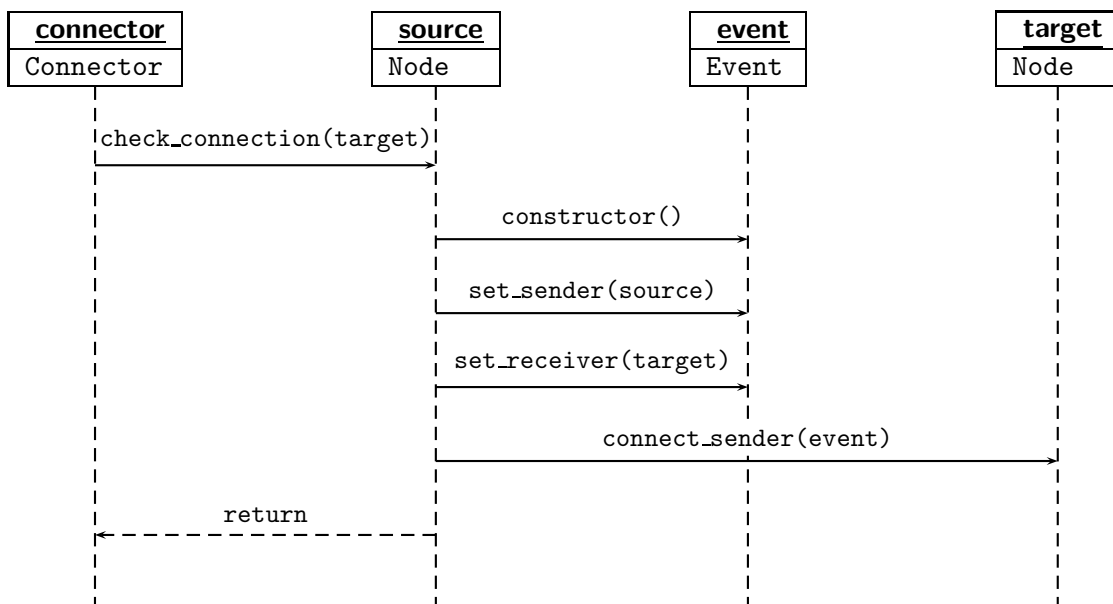 connector
source
event
target
Connector
Node
Event
Node
check_connection(target)
constructor()
set_sender(source)
set_receiver(target)
connect_sender(event)
return